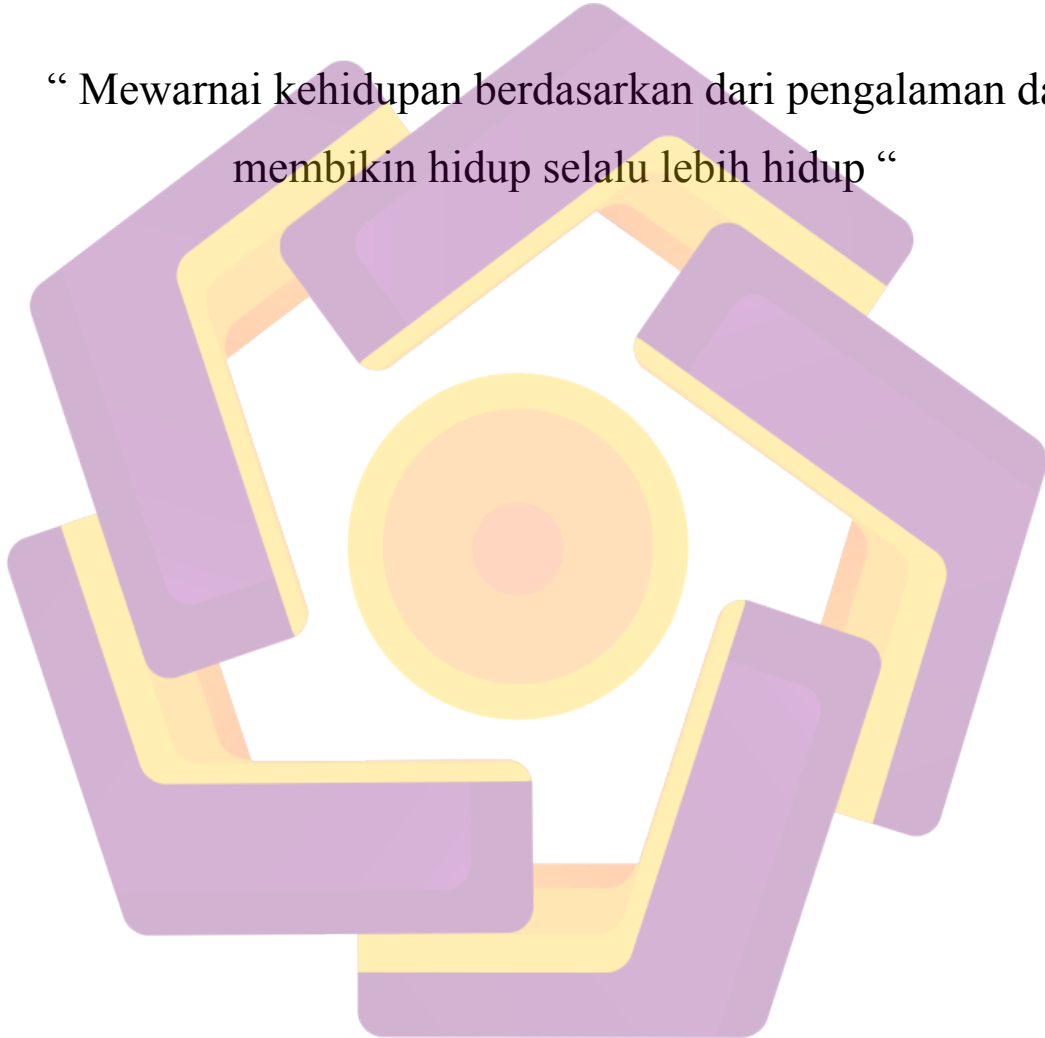 “ Mewarnai kehidupan berdasarkan dari pengalaman da
membikin hidup selalu lebih hidup “